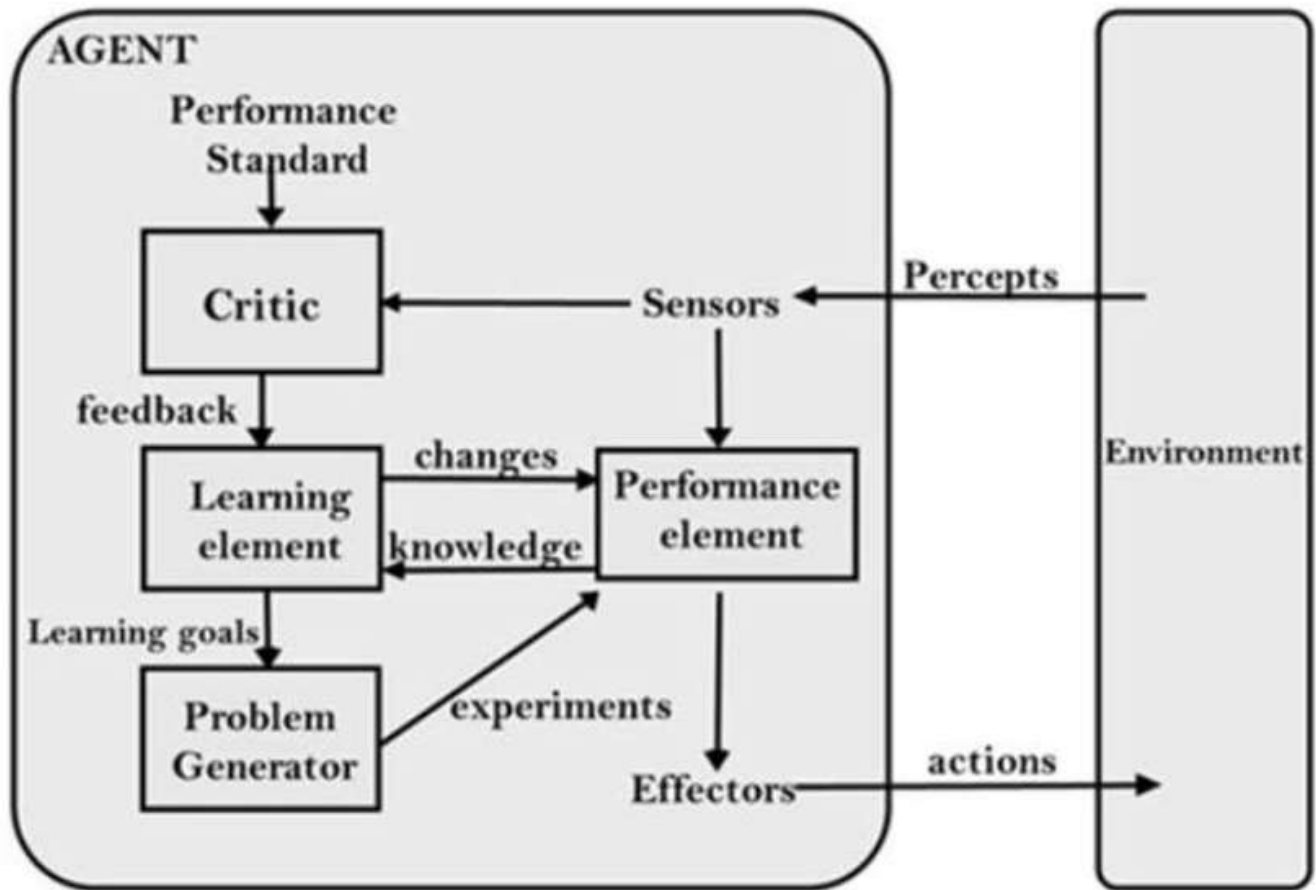 AGENT
Performance
Standard
Critic
Sensors
Percepts
feedback
changes
Learning
element
knowledge
Performance
element
Environment
Learning goals
Problem
Generator
experiments
Effectors
actions